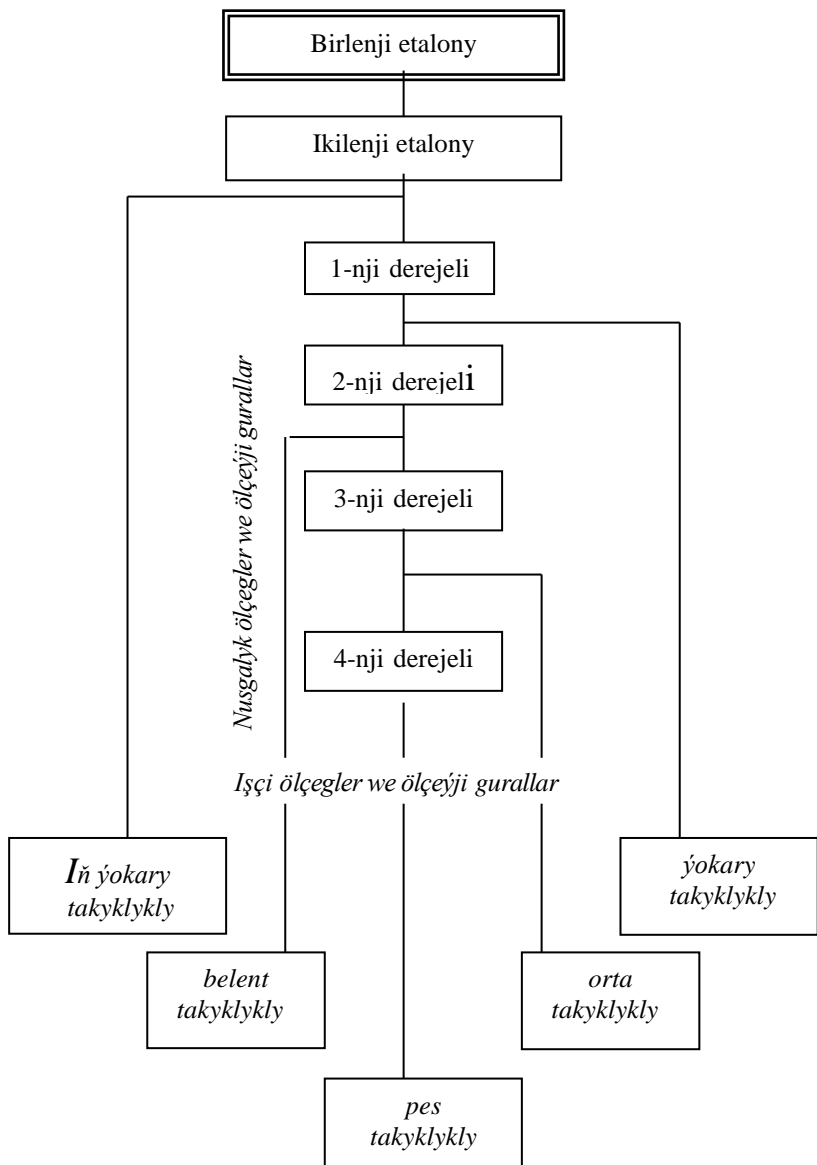 Birlenji etalony
Ikilenji etalony
1-nji derejeli
2-nji derejeli
3-nji derejeli
4-nji derejeli
Nusgalyk ölçegler we ölçeýji gurallar
Işçi ölçegler we ölçeýji gurallar
Iň ýokary
takyklykly
ýokary
takyklykly
belent
takyklykly
orta
takyklykly
pes
takyklykly